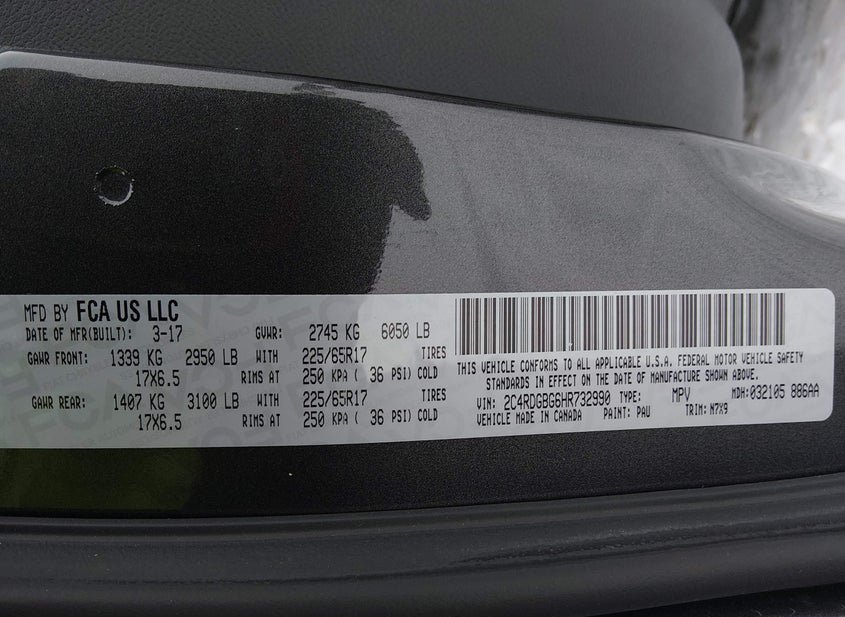 MFD BY FCA US LLC
DATE OF MFR(BUILT): 3-17 GVWR: 2745 KG 6050 LB
GAWR FRONT: 1339 KG 2950 LB WITH 225/65R17 TIRES
17X6.5 RIMS AT 250 KPA ( 36 PSI) COLD
GAWR REAR: 1407 KG 3100 LB WITH 225/65R17 TIRES
17X6.5 RIMS AT 250 KPA ( 36 PSI) COLD
THIS VEHICLE CONFORMS TO ALL APPLICABLE U.S.A. FEDERAL MOTOR VEHICLE SAFETY
STANDARDS IN EFFECT ON THE DATE OF MANUFACTURE SHOWN ABOVE.
VIN: 2C4RDGBG6HR732990 TYPE: MPV MDH:032105 886AA
VEHICLE MADE IN CANADA PAINT: PAU TRIM: N7X9